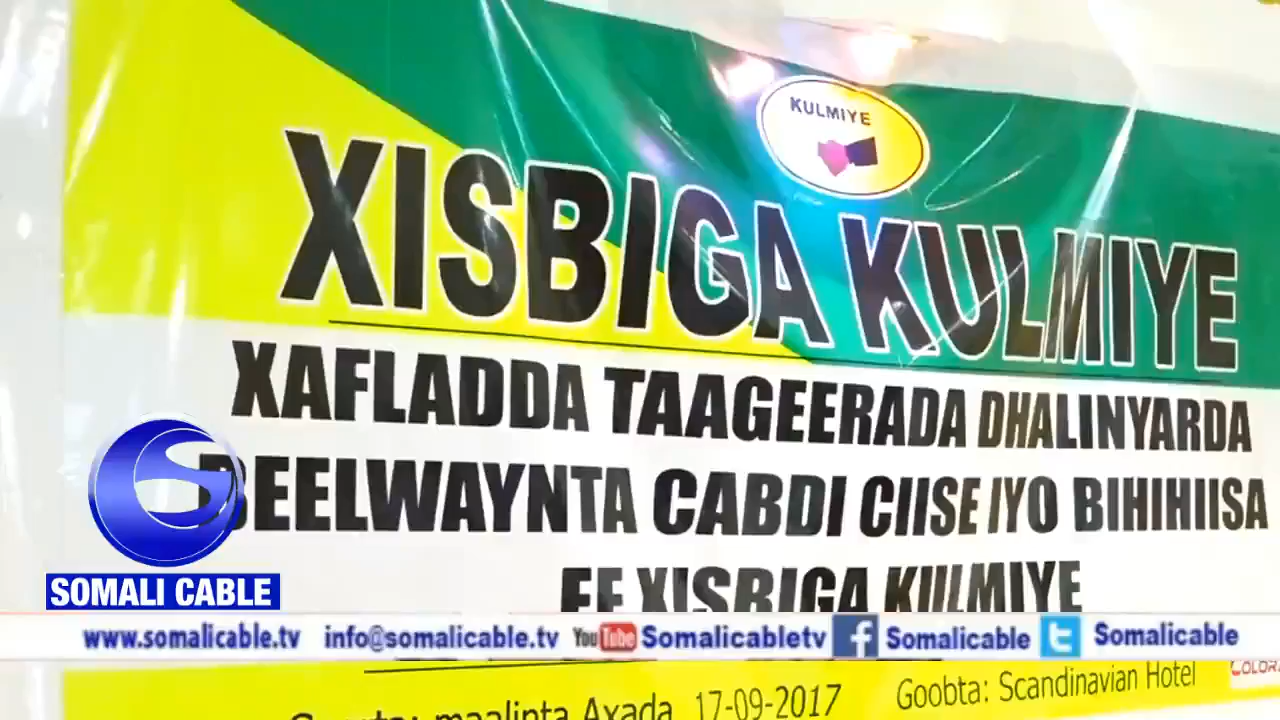 KULMIYE
XISBIGA KULMIYE
XAFLADDA TAAGEERADA DHALINYARDA
BEELWAYNTA CABDI CIISE IYO BIHIHIISA
EE XISBIGA KULMIYE
SOMALI CABLE
www.somalicable.tv info@somalicable.tv YouTube Somalicabletv Somalicable Somalicable
maalinta Axada 17-09-2017 Goobta: Scandinavian Hotel